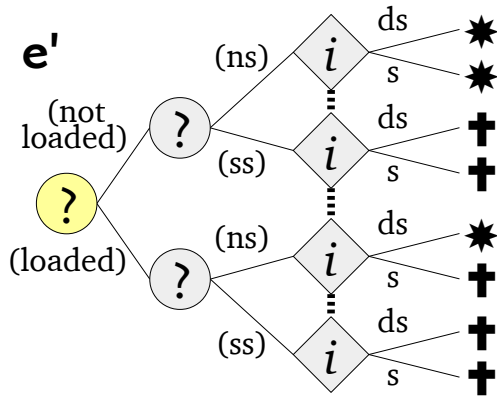 e'
(not
loaded)
(loaded)
?
?
?
(ns)
(ss)
(ns)
(ss)
i
i
i
i
ds
s
ds
s
ds
s
ds
s